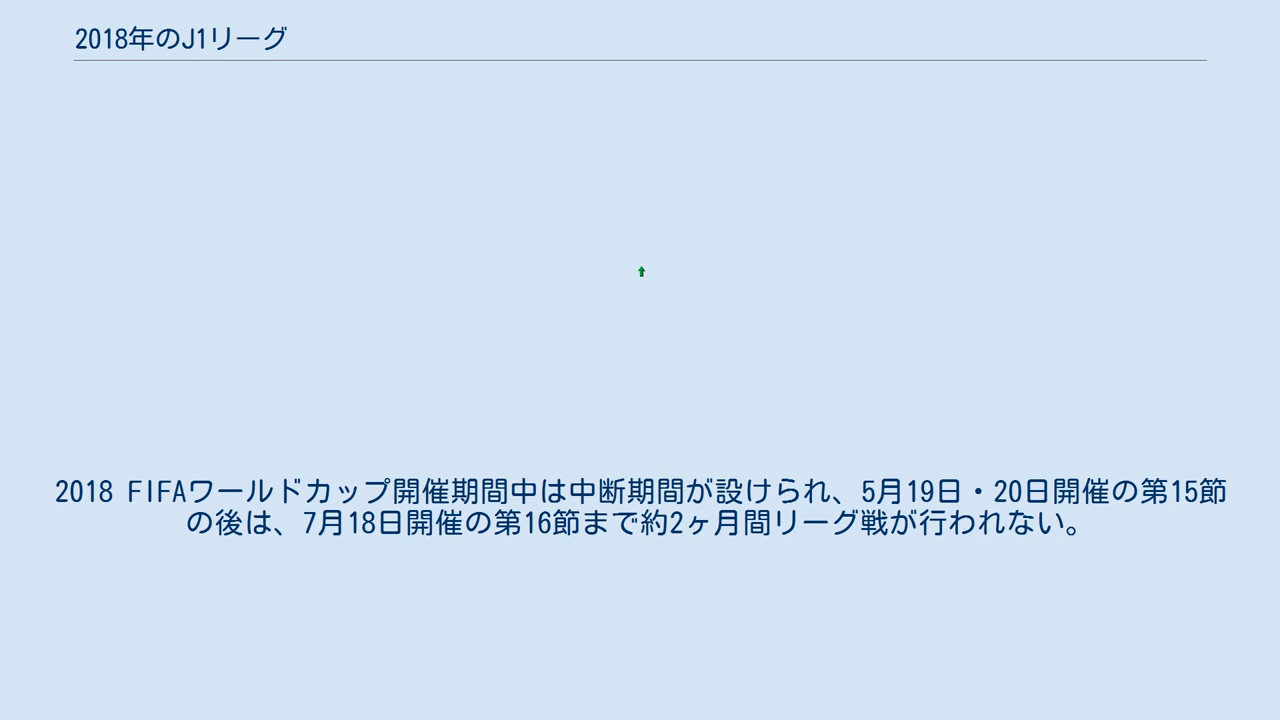 2018年のJ1リーグ
2018 FIFAワールドカップ開催期間中は中断期間が設けられ、5月19日・20日開催の第15節
の後は、7月18日開催の第16節まで約2ヶ月間リーグ戦が行われない。